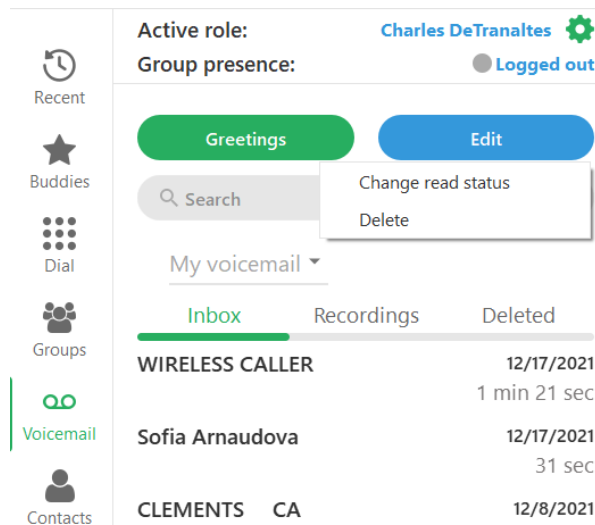 Active role: Charles DeTranaltes
Group presence: Logged out
Recent
Greetings Edit
Buddies
Change read status
Search
Delete
Dial
My voicemail
Inbox Recordings Deleted
Groups
WIRELESS CALLER 12/17/2021
1 min 21 sec
Voicemail
Sofia Arnaudova 12/17/2021
31 sec
Contacts
CLEMENTS CA 12/8/2021